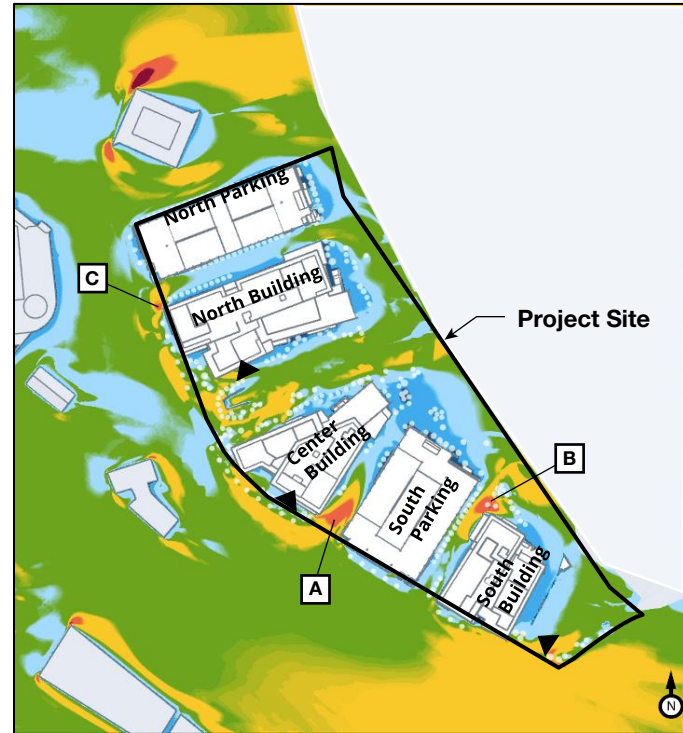 North Parking
C
North Building
Project Site
Center
Building
South
Parking
B
A
South
Building
N